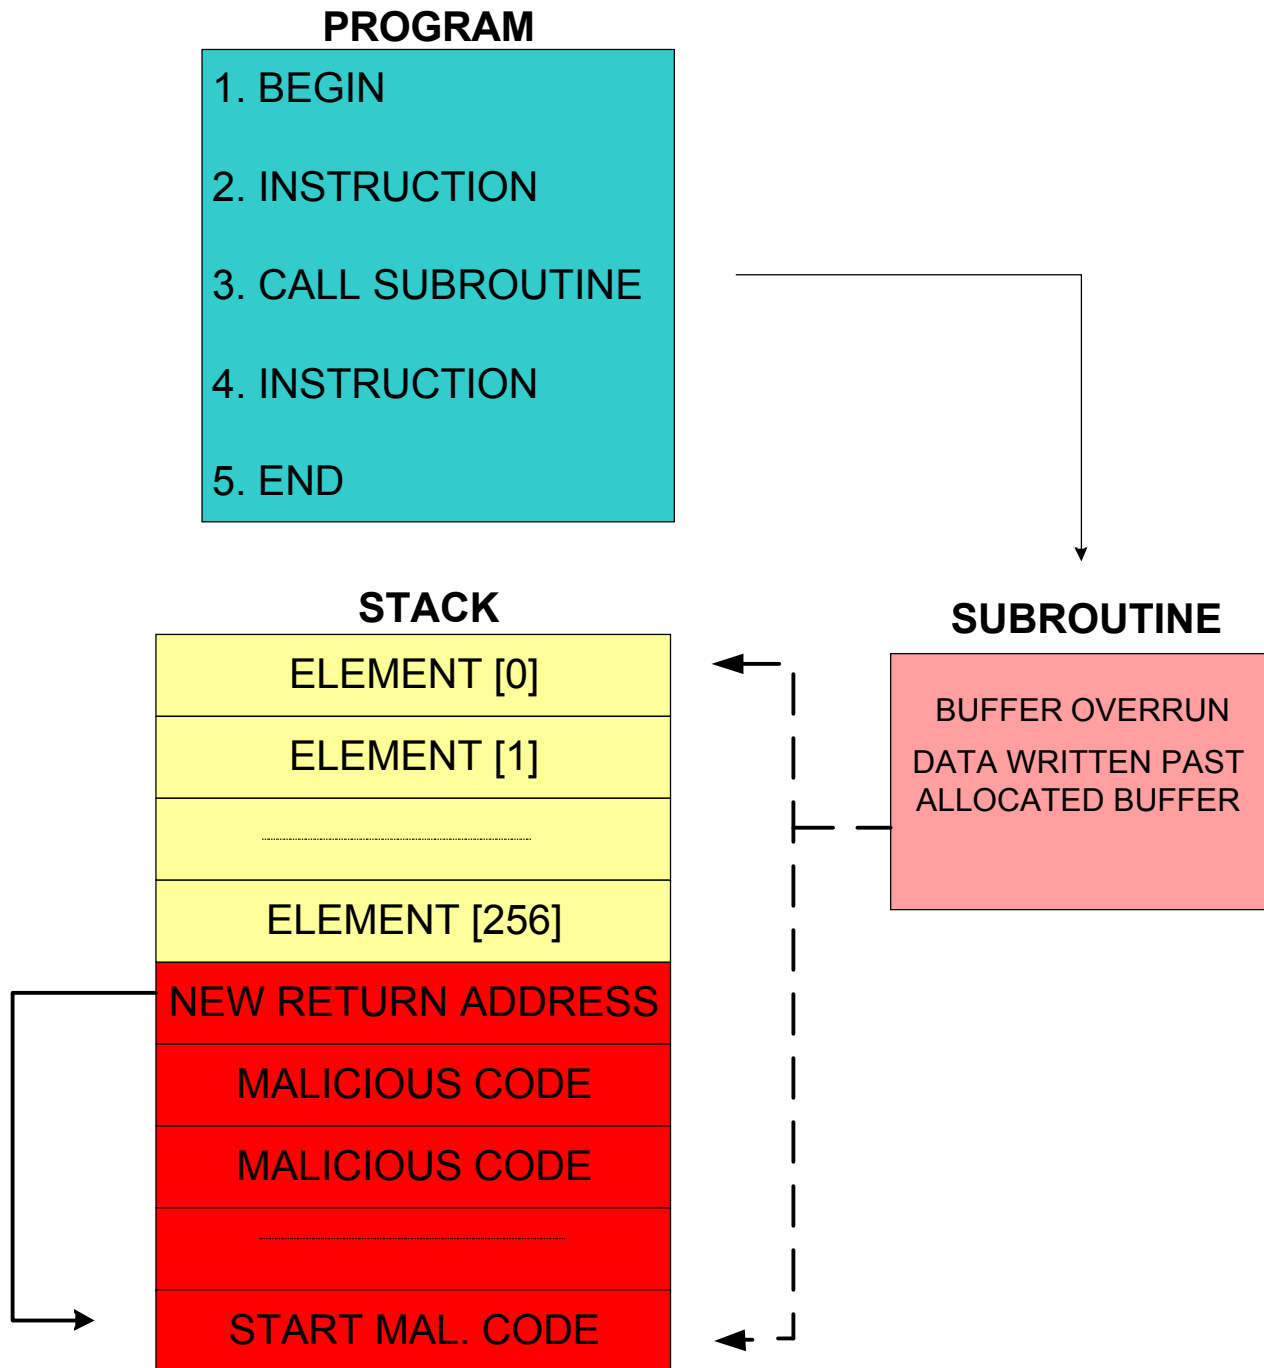 PROGRAM
1. BEGIN
2. INSTRUCTION
3. CALL SUBROUTINE
4. INSTRUCTION
5. END
STACK
ELEMENT [0]
ELEMENT [1]
ELEMENT [256]
NEW RETURN ADDRESS
MALICIOUS CODE
MALICIOUS CODE
START MAL. CODE
SUBROUTINE
BUFFER OVERRUN
DATA WRITTEN PAST
ALLOCATED BUFFER